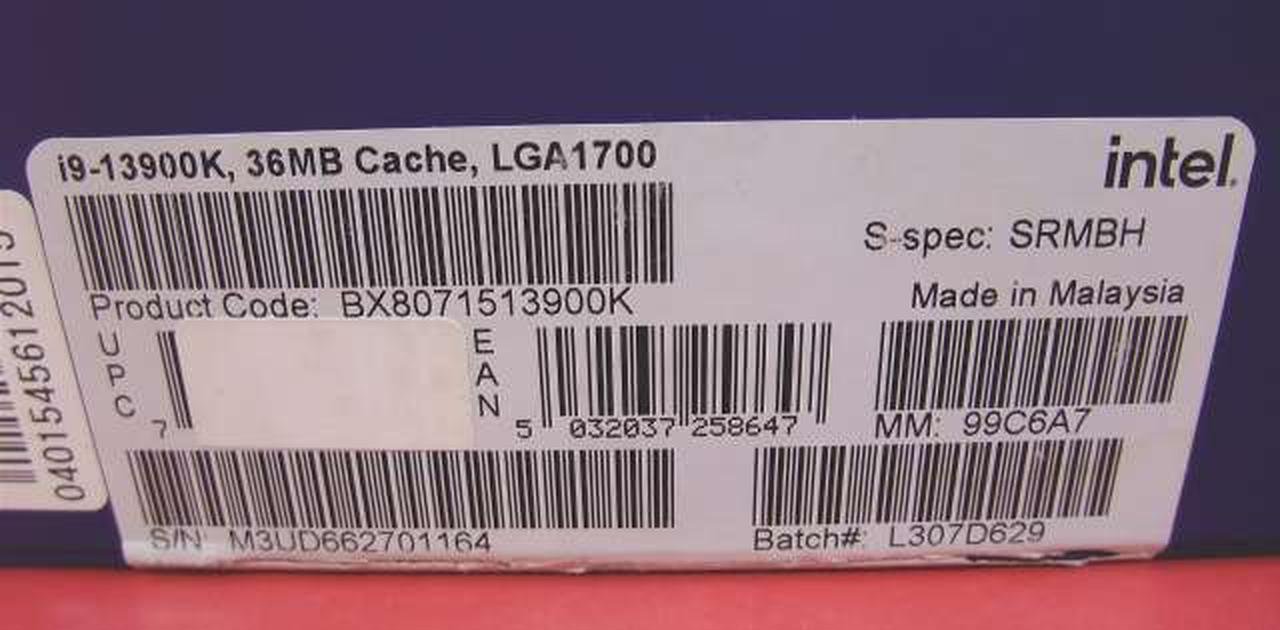 i9-13900K, 36MB Cache, LGA1700
intel.
S-spec: SRMBH
Product Code: BX8071513900K
Made in Malaysia
UPC 7
EAN 5 032037 258647
MM: 99C6A7
S/N: M3UD662701164
Batch#: L307D629